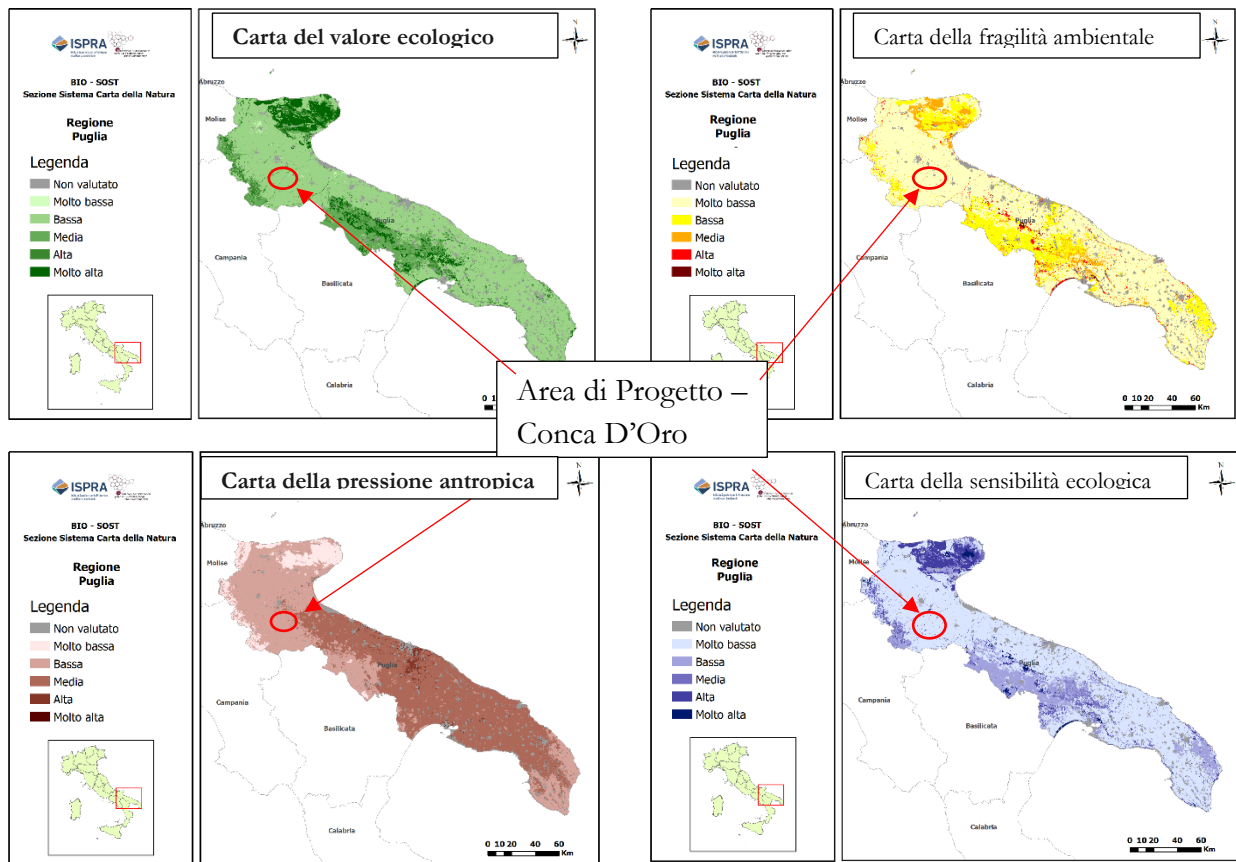 ISPRA
BIO - SOST
Sezione Sistema Carta della Natura
Regione
Puglia
Legenda
Non valutato
Molto bassa
Bassa
Media
Alta
Molto alta
Carta del valore ecologico
N
Abruzzo
Molise
Campania
Puglia
Basilicata
Calabria
ISPRA
BIO - SOST
Sezione Sistema Carta della Natura
Regione
Puglia
Legenda
Non valutato
Molto bassa
Bassa
Media
Alta
Molto alta
Carta della fragilità ambientale
N
Abruzzo
Molise
Campania
Puglia
Basilicata
Calabria
0 10 20 40 60
Km
Area di Progetto –
Conca D'Oro
ISPRA
BIO - SOST
Sezione Sistema Carta della Natura
Regione
Puglia
Legenda
Non valutato
Molto bassa
Bassa
Media
Alta
Molto alta
Carta della pressione antropica
N
Abruzzo
Molise
Campania
Puglia
Basilicata
Calabria
0 10 20 40 60
Km
ISPRA
BIO - SOST
Sezione Sistema Carta della Natura
Regione
Puglia
Legenda
Non valutato
Molto bassa
Bassa
Media
Alta
Molto alta
Carta della sensibilità ecologica
N
Abruzzo
Molise
Campania
Puglia
Basilicata
Calabria
0 10 20 40 60
Km